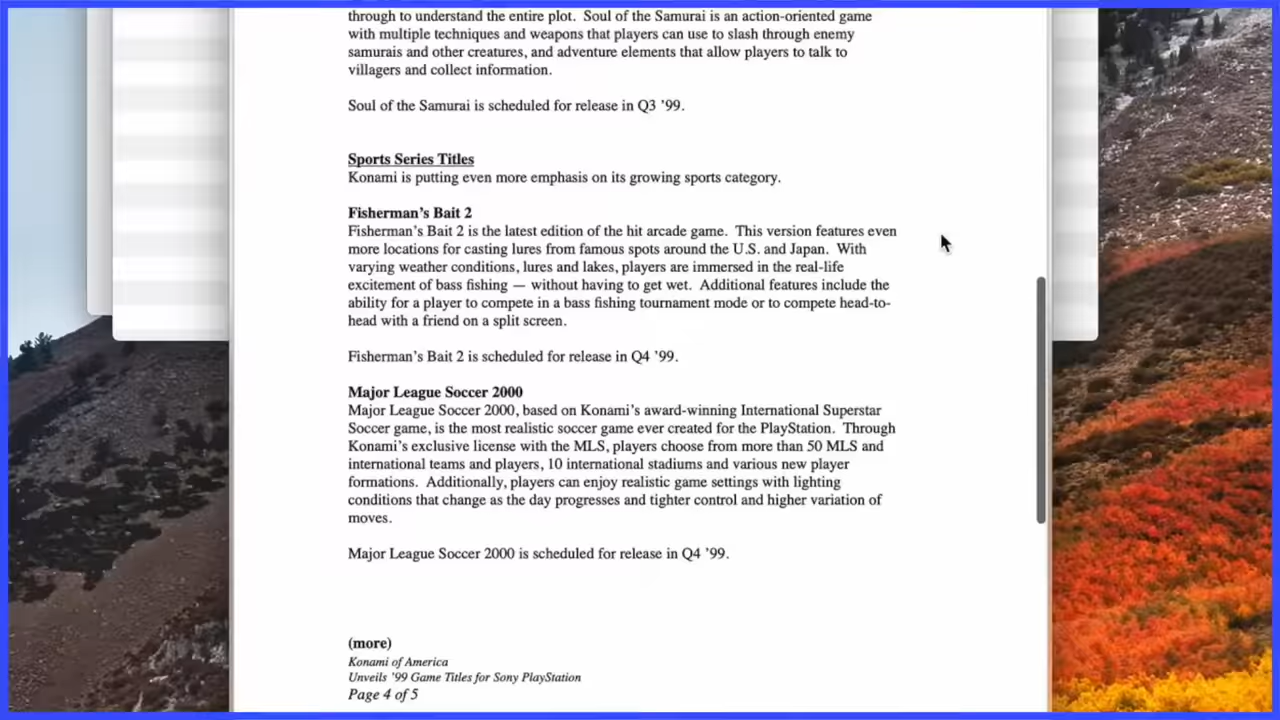 through to understand the entire plot.  Soul of the Samurai is an action-oriented game
with multiple techniques and weapons that players can use to slash through enemy
samurais and other creatures, and adventure elements that allow players to talk to
villagers and collect information.
Soul of the Samurai is scheduled for release in Q3 ’99.
Sports Series Titles
Konami is putting even more emphasis on its growing sports category.
Fisherman’s Bait 2
Fisherman’s Bait 2 is the latest edition of the hit arcade game.  This version features even
more locations for casting lures from famous spots around the U.S. and Japan.  With
varying weather conditions, lures and lakes, players are immersed in the real-life
excitement of bass fishing — without having to get wet.  Additional features include the
ability for a player to compete in a bass fishing tournament mode or to compete head-to-
head with a friend on a split screen.
Fisherman’s Bait 2 is scheduled for release in Q4 ’99.
Major League Soccer 2000
Major League Soccer 2000, based on Konami’s award-winning International Superstar
Soccer game, is the most realistic soccer game ever created for the PlayStation.  Through
Konami’s exclusive license with the MLS, players choose from more than 50 MLS and
international teams and players, 10 international stadiums and various new player
formations.  Additionally, players can enjoy realistic game settings with lighting
conditions that change as the day progresses and tighter control and higher variation of
moves.
Major League Soccer 2000 is scheduled for release in Q4 ’99.
(more)
Konami of America
Unveils ’99 Game Titles for Sony PlayStation
Page 4 of 5